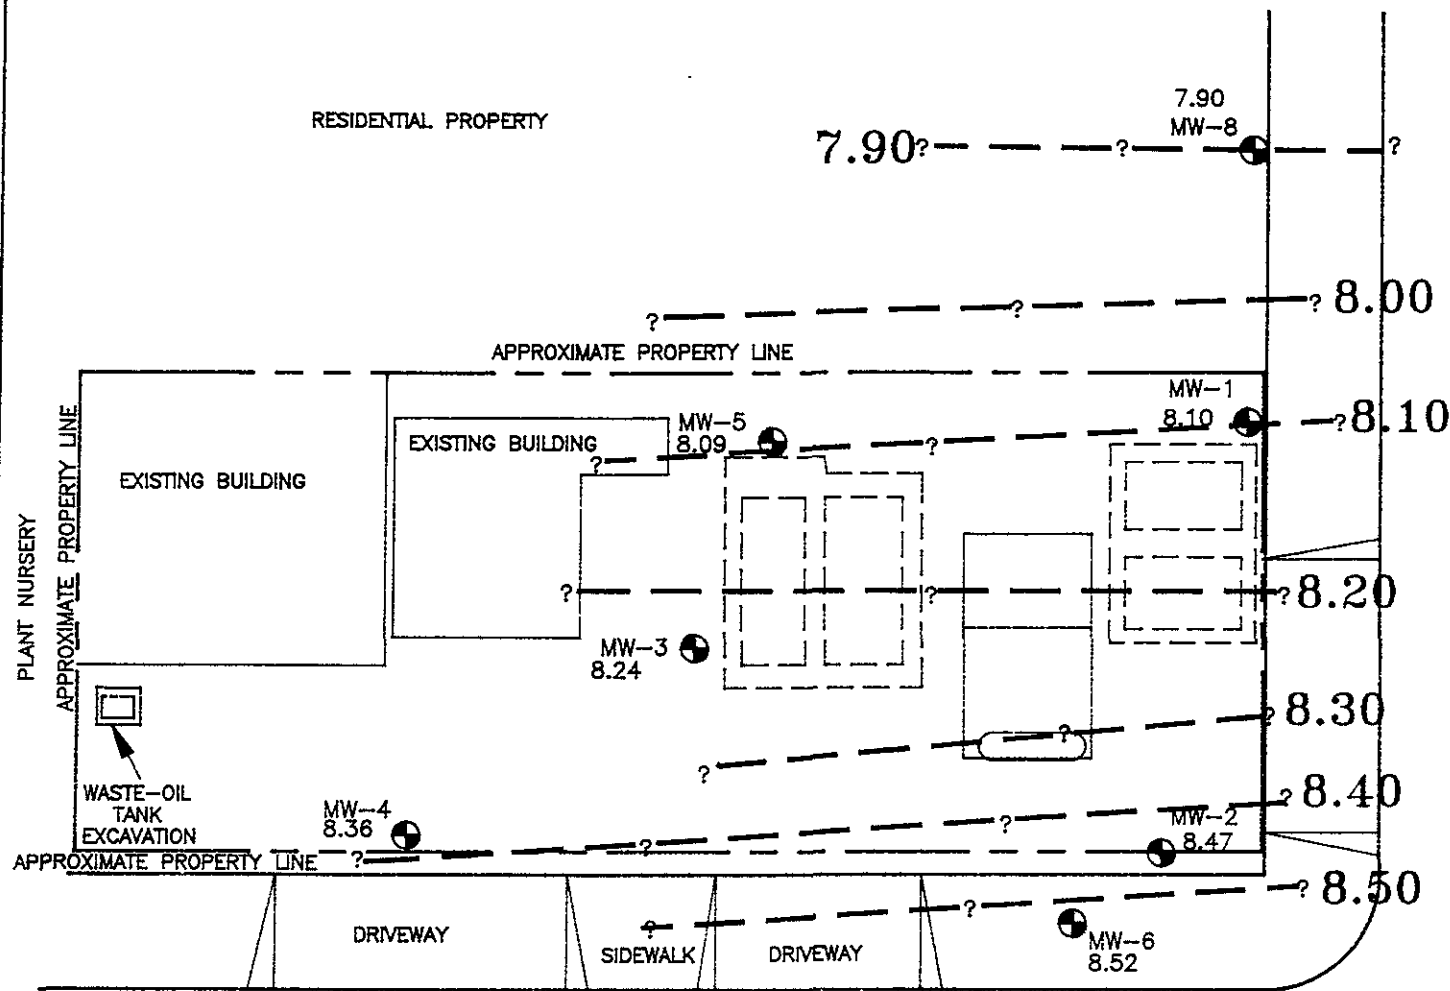 7.90
MW-8
RESIDENTIAL PROPERTY
7.90? ? ?
? ? ? 8.00
APPROXIMATE PROPERTY LINE
MW-1
8.10
? ? ? 8.10
MW-5
8.09
EXISTING BUILDING
EXISTING BUILDING
PLANT NURSERY
APPROXIMATE PROPERTY LINE
? ? ? 8.20
MW-3
8.24
? ? ? 8.30
WASTE-OIL
TANK
EXCAVATION
MW-4
8.36
? ? ? ? 8.40
MW-2
8.47
APPROXIMATE PROPERTY LINE
? ? ? 8.50
DRIVEWAY
SIDEWALK
DRIVEWAY
MW-6
8.52